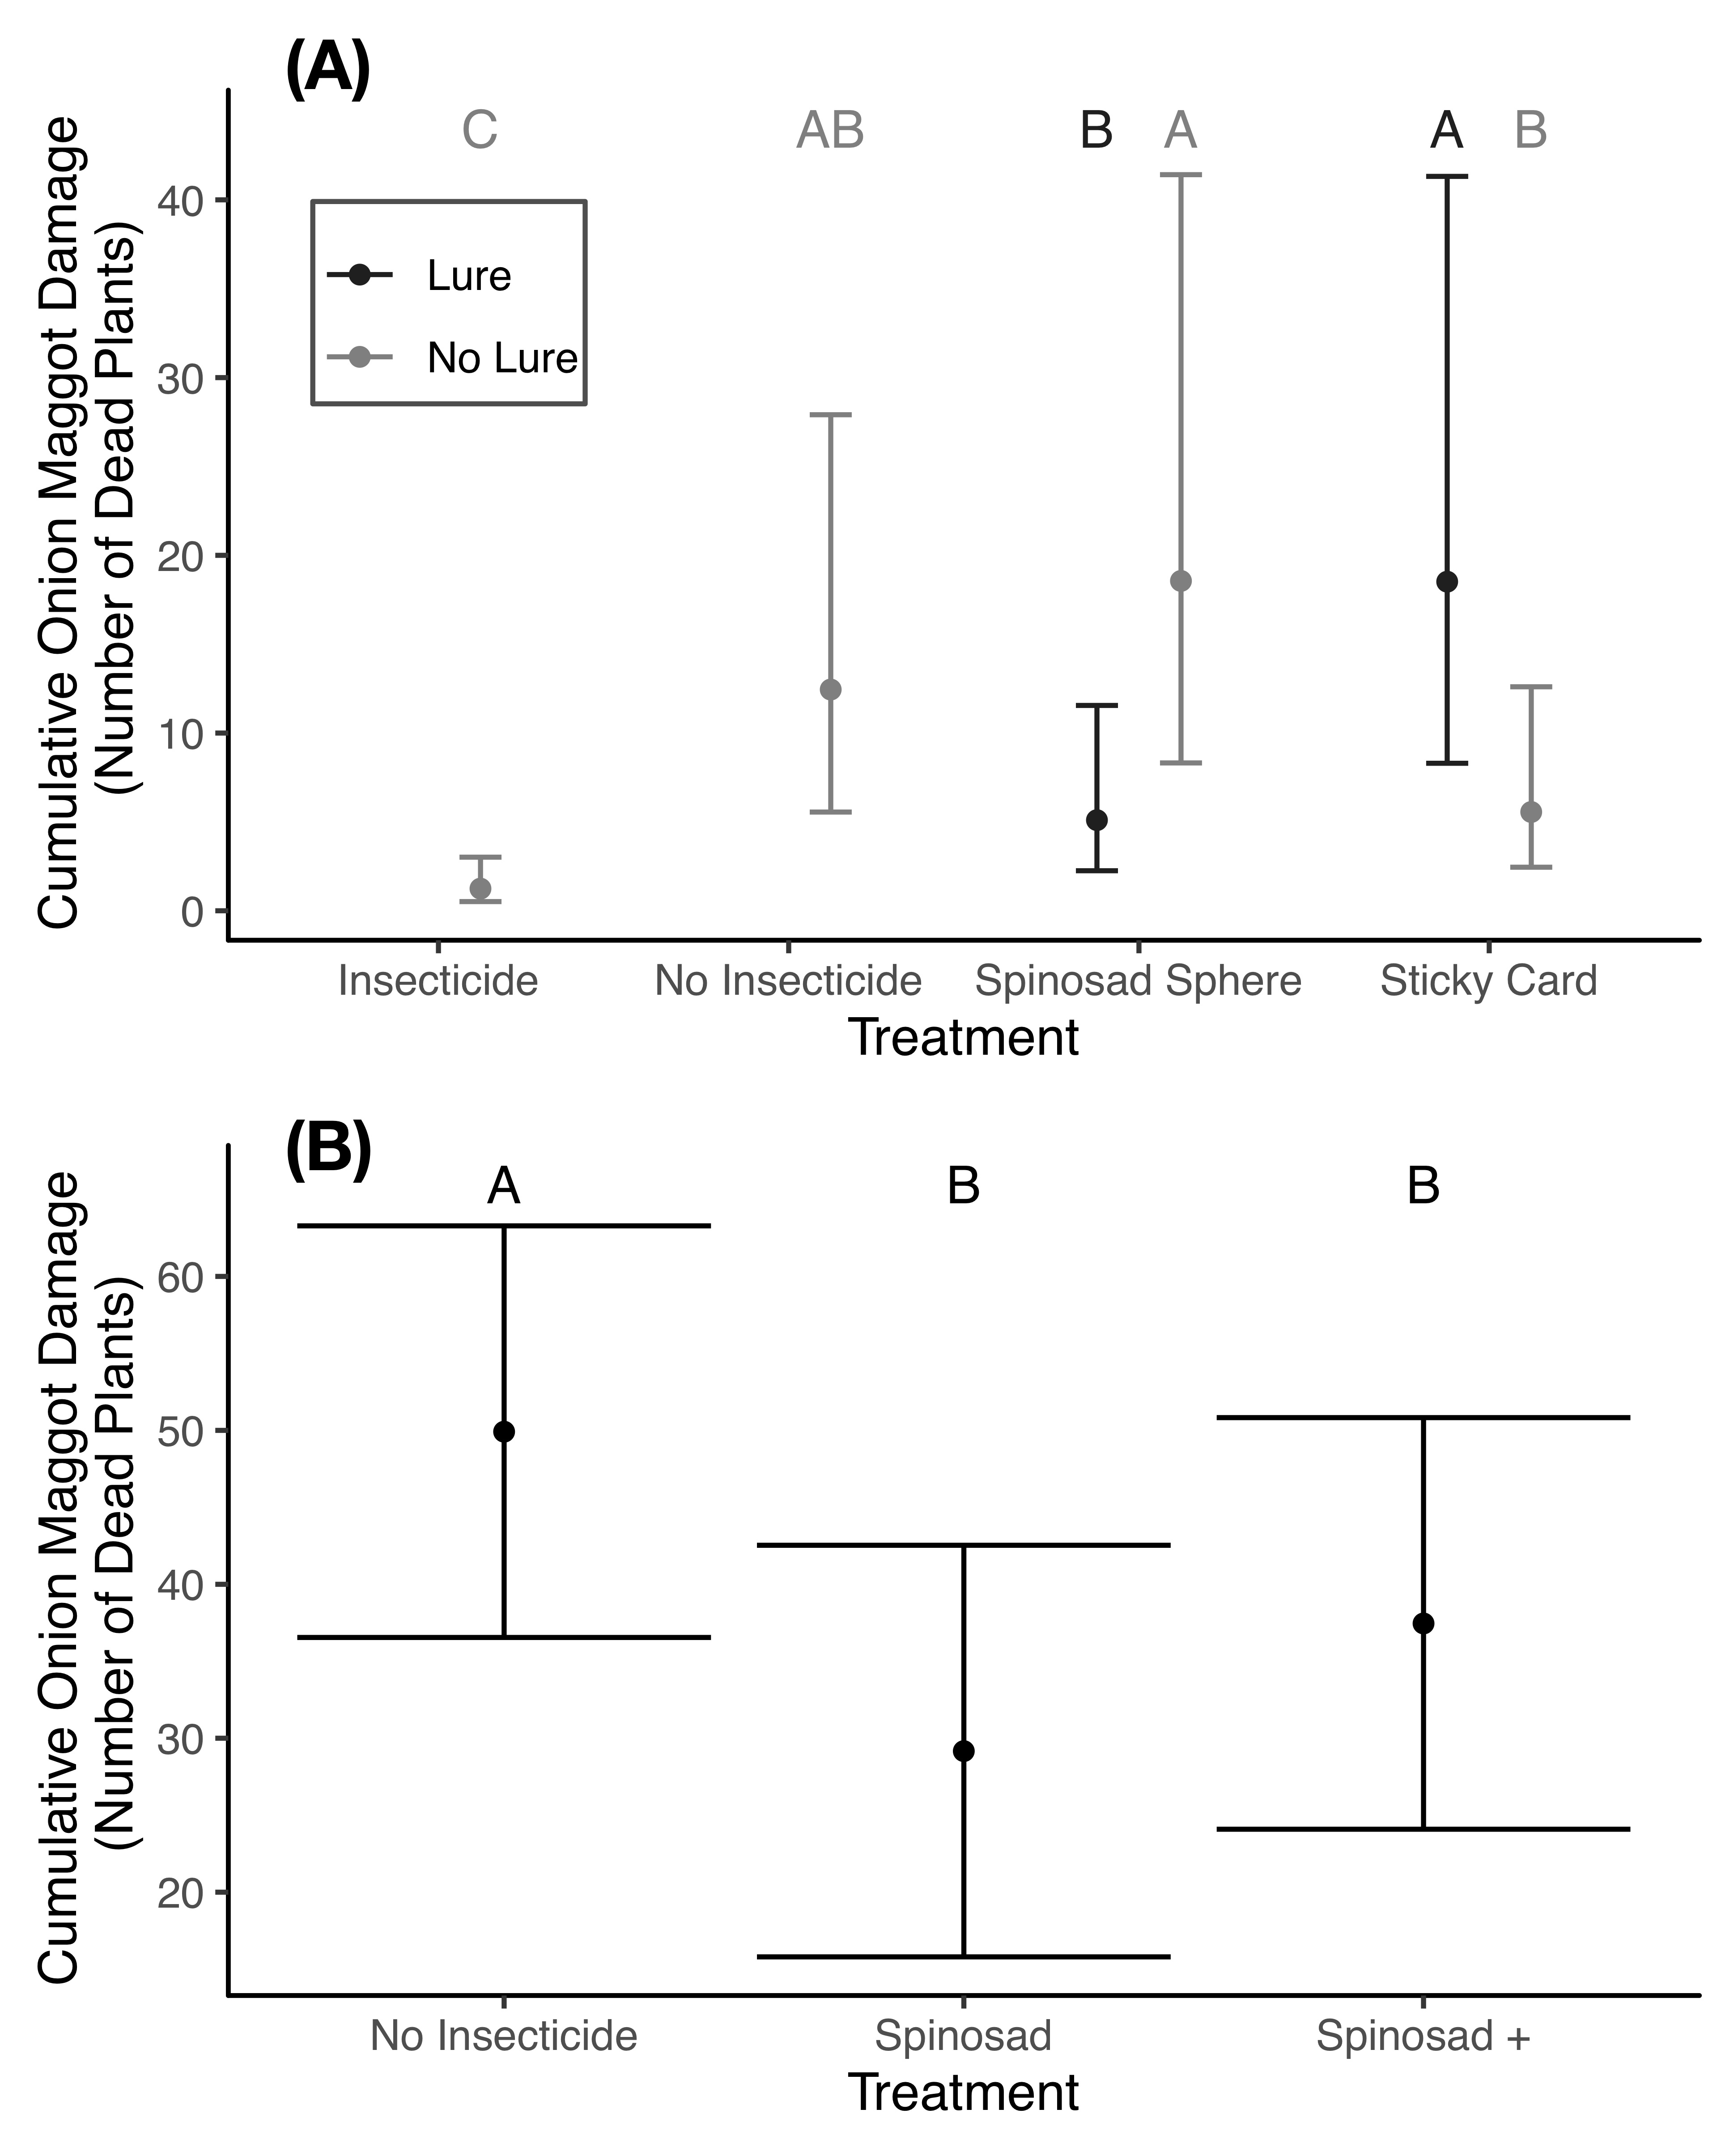 (A)
C AB B A A B
Cumulative Onion Maggot Damage
(Number of Dead Plants)
40
30
20
10
0
Lure
No Lure
Insecticide No Insecticide Spinosad Sphere Sticky Card
Treatment
(B)
A B B
Cumulative Onion Maggot Damage
(Number of Dead Plants)
60
50
40
30
20
No Insecticide Spinosad Spinosad +
Treatment